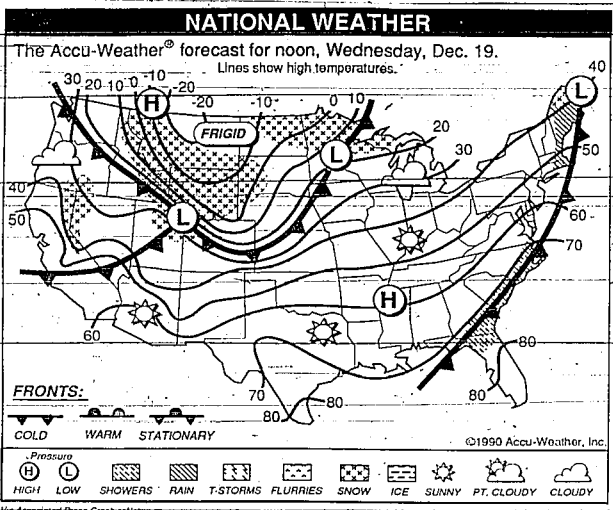 NATIONAL WEATHER
The Accu-Weather® forecast for noon, Wednesday, Dec. 19.
Lines show high temperatures.
30 20 10 0 -10 -20 -20 -10 0 10
40
H
FRIGID
L
L
20
30
50
40
50
L
60
70
H
60
80
70
80
80
80
FRONTS:
COLD WARM STATIONARY
©1990 Accu-Weather, Inc.
Pressure
H L
HIGH LOW SHOWERS RAIN T-STORMS FLURRIES SNOW ICE SUNNY PT. CLOUDY CLOUDY